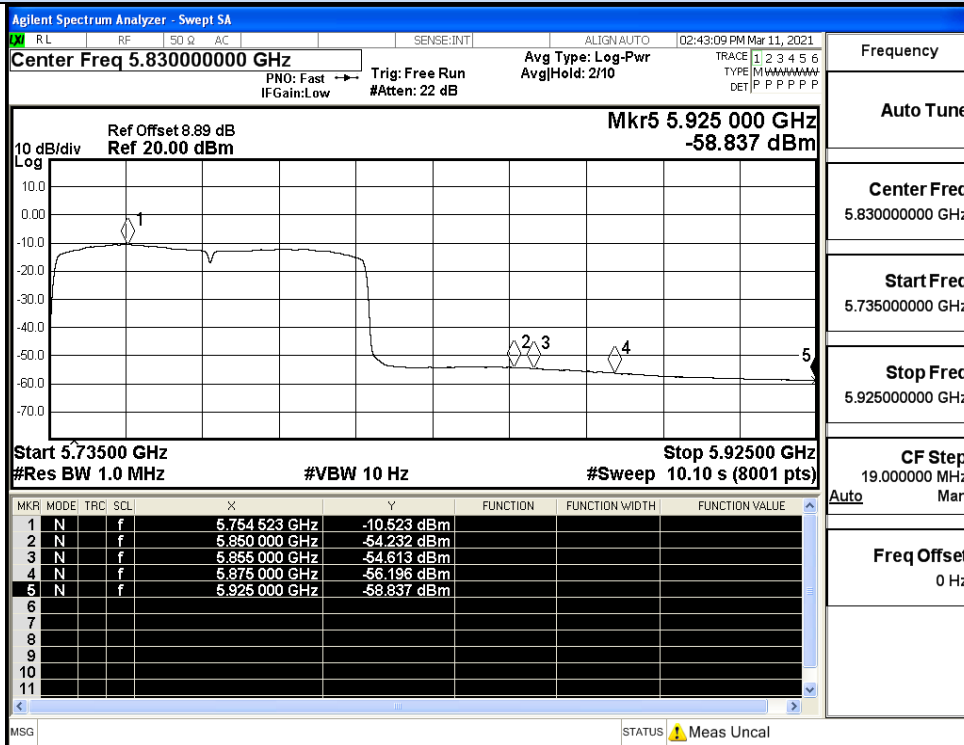 Agilent Spectrum Analyzer - Swept SA
LXI RL RF 50 Ω AC SENSE:INT ALIGN AUTO 02:43:09 PM Mar 11, 2021
Center Freq 5.830000000 GHz
PNO: Fast
IFGain:Low
Trig: Free Run
#Atten: 22 dB
Avg Type: Log-Pwr
Avg|Hold: 2/10
TRACE 1 2 3 4 5 6
TYPE M WWWWW
DET P P P P P P
Ref Offset 8.89 dB
Ref 20.00 dBm
10 dB/div
Log
Mkr5 5.925 000 GHz
-58.837 dBm
10.0
0.00
-10.0
-20.0
-30.0
-40.0
-50.0
-60.0
-70.0
1
2
3
4
5
Start 5.73500 GHz Stop 5.92500 GHz
#Res BW 1.0 MHz #VBW 10 Hz #Sweep 10.10 s (8001 pts)
MKR MODE TRC SCL X Y FUNCTION FUNCTION WIDTH FUNCTION VALUE
1 N f 5.754 523 GHz -10.523 dBm
2 N f 5.850 000 GHz -54.232 dBm
3 N f 5.855 000 GHz -54.613 dBm
4 N f 5.875 000 GHz -56.196 dBm
5 N f 5.925 000 GHz -58.837 dBm
6
7
8
9
10
11
MSG STATUS Meas Uncal
Frequency
Auto Tune
Center Freq
5.830000000 GHz
Start Freq
5.735000000 GHz
Stop Freq
5.925000000 GHz
CF Step
19.000000 MHz
Auto Man
Freq Offset
0 Hz